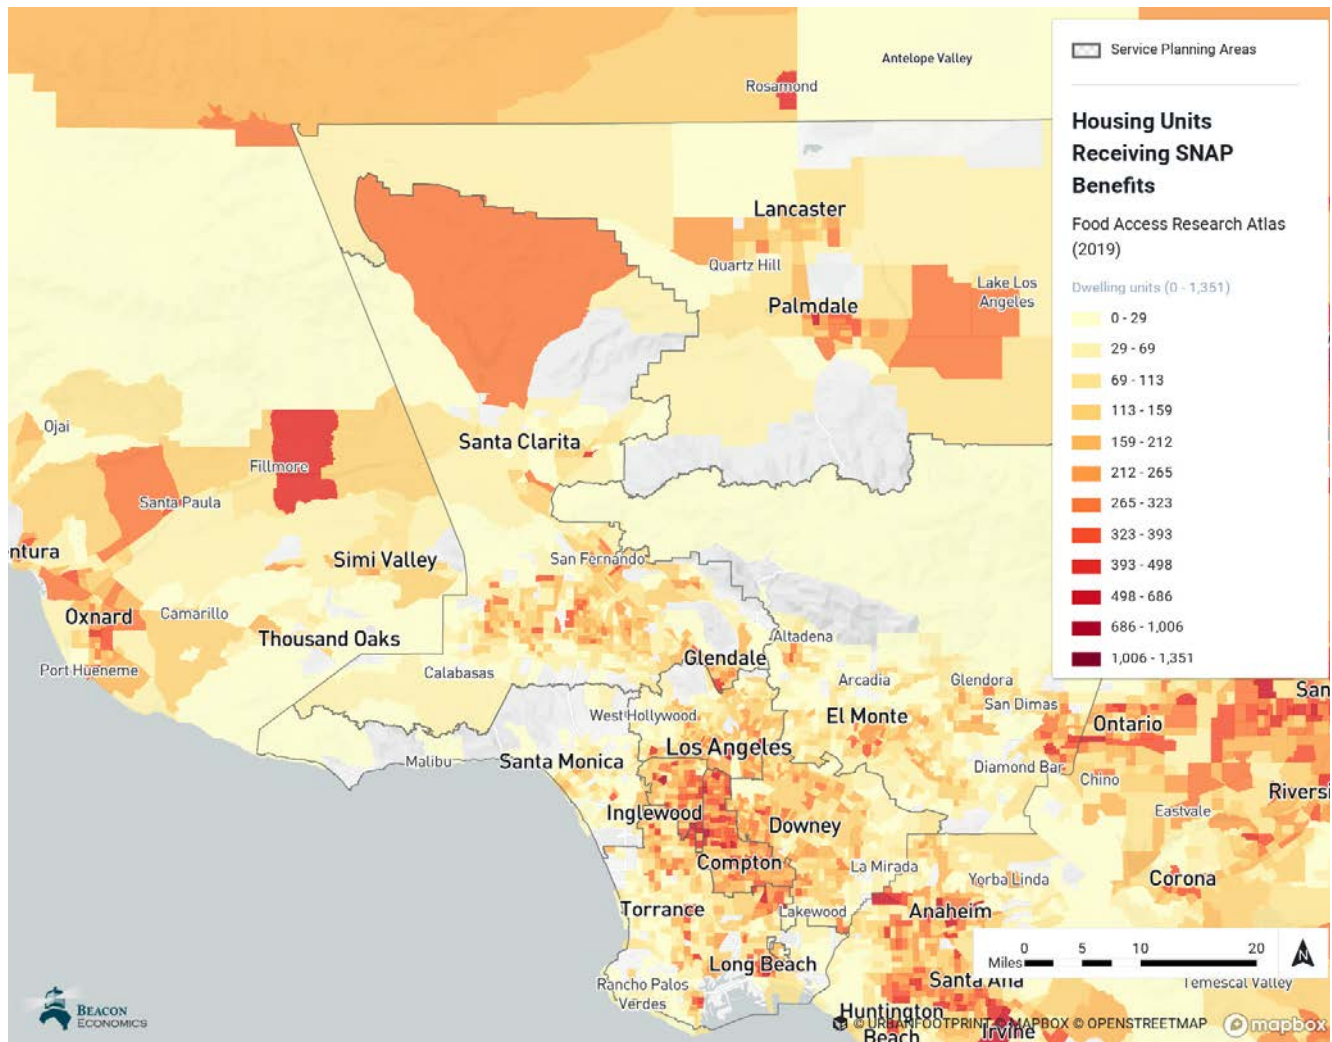 Service Planning Areas
Housing Units
Receiving SNAP
Benefits
Food Access Research Atlas
(2019)
Dwelling units (0 - 1,351)
0 - 29
29 - 69
69 - 113
113 - 159
159 - 212
212 - 265
265 - 323
323 - 393
393 - 498
498 - 686
686 - 1,006
1,006 - 1,351
Antelope Valley
Rosamond
Lancaster
Quartz Hill
Lake Los
Angeles
Palmdale
Ojai
Santa Clarita
Fillmore
Santa Paula
entura
Simi Valley
San Fernando
Oxnard
Camarillo
Thousand Oaks
Altadena
Port Hueneme
Calabasas
Glendale
Arcadia
Glendora
San
West Hollywood
El Monte
San Dimas
Ontario
Los Angeles
Malibu
Santa Monica
Diamond Bar
Chino
Riversi
Inglewood
Downey
Eastvale
Compton
La Mirada
Yorba Linda
Corona
Torrance
Lakewood
Anaheim
Long Beach
0 5 10 20
Miles
N
Rancho Palos
Verdes
Santa Ana
Temescal Valley
Huntington
Beach
Irvine
BEACON
ECONOMICS
© URBANFOOTPRINT © MAPBOX © OPENSTREETMAP
mapbox